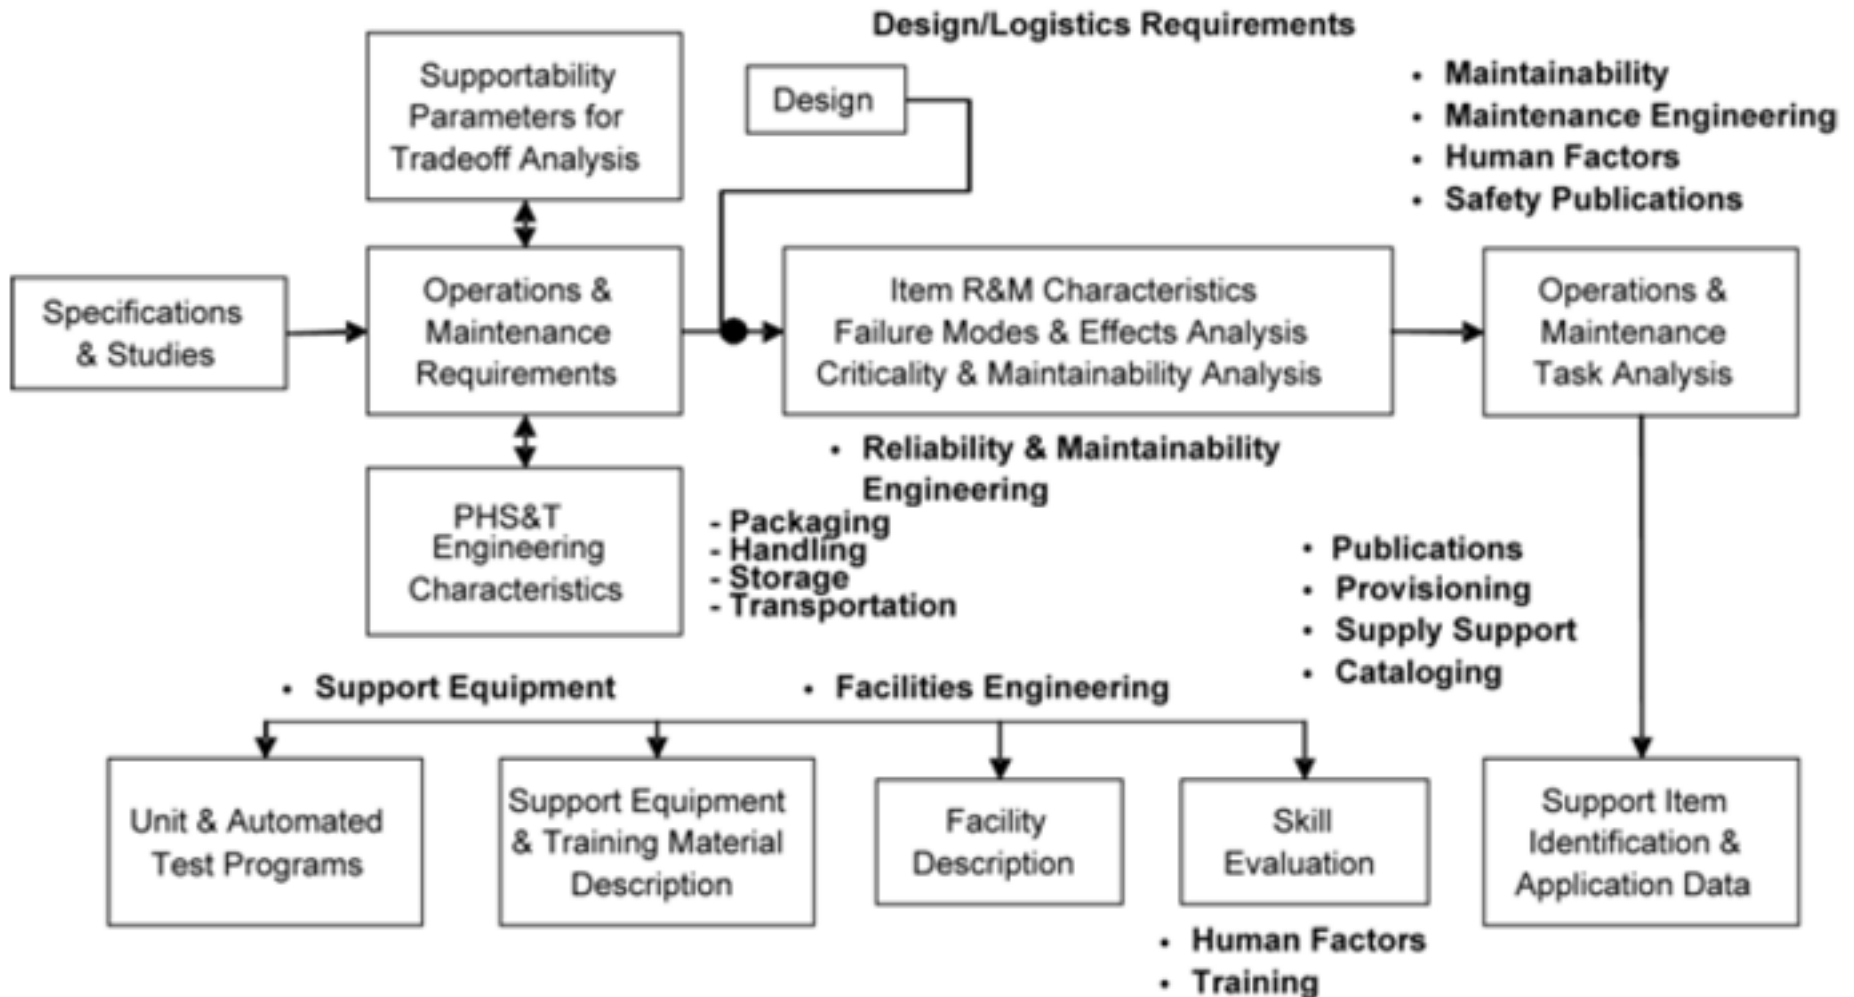 Design/Logistics Requirements
Supportability
Parameters for
Tradeoff Analysis
Design
• Maintainability
• Maintenance Engineering
• Human Factors
• Safety Publications
Specifications
& Studies
Operations &
Maintenance
Requirements
Item R&M Characteristics
Failure Modes & Effects Analysis
Criticality & Maintainability Analysis
Operations &
Maintenance
Task Analysis
• Reliability & Maintainability
Engineering
PHS&T
Engineering
Characteristics
- Packaging
- Handling
- Storage
- Transportation
• Publications
• Provisioning
• Supply Support
• Cataloging
• Support Equipment
• Facilities Engineering
Unit & Automated
Test Programs
Support Equipment
& Training Material
Description
Facility
Description
Skill
Evaluation
Support Item
Identification &
Application Data
• Human Factors
• Training